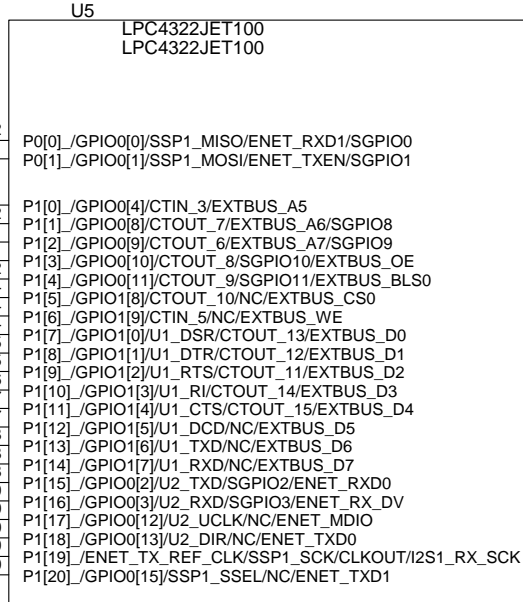 U5
LPC4322JET100
LPC4322JET100
P0[0]_/GPIO0[0]/SSP1_MISO/ENET_RXD1/SGPIO0
P0[1]_/GPIO0[1]/SSP1_MOSI/ENET_TXEN/SGPIO1
P1[0]_/GPIO0[4]/CTIN_3/EXTBUS_A5
P1[1]_/GPIO0[8]/CTOUT_7/EXTBUS_A6/SGPIO8
P1[2]_/GPIO0[9]/CTOUT_6/EXTBUS_A7/SGPIO9
P1[3]_/GPIO0[10]/CTOUT_8/SGPIO10/EXTBUS_OE
P1[4]_/GPIO0[11]/CTOUT_9/SGPIO11/EXTBUS_BLS0
P1[5]_/GPIO1[8]/CTOUT_10/NC/EXTBUS_CS0
P1[6]_/GPIO1[9]/CTIN_5/NC/EXTBUS_WE
P1[7]_/GPIO1[0]/U1_DSR/CTOUT_13/EXTBUS_D0
P1[8]_/GPIO1[1]/U1_DTR/CTOUT_12/EXTBUS_D1
P1[9]_/GPIO1[2]/U1_RTS/CTOUT_11/EXTBUS_D2
P1[10]_/GPIO1[3]/U1_RI/CTOUT_14/EXTBUS_D3
P1[11]_/GPIO1[4]/U1_CTS/CTOUT_15/EXTBUS_D4
P1[12]_/GPIO1[5]/U1_DCD/NC/EXTBUS_D5
P1[13]_/GPIO1[6]/U1_TXD/NC/EXTBUS_D6
P1[14]_/GPIO1[7]/U1_RXD/NC/EXTBUS_D7
P1[15]_/GPIO0[2]/U2_TXD/SGPIO2/ENET_RXD0
P1[16]_/GPIO0[3]/U2_RXD/SGPIO3/ENET_RX_DV
P1[17]_/GPIO0[12]/U2_UCLK/NC/ENET_MDIO
P1[18]_/GPIO0[13]/U2_DIR/NC/ENET_TXD0
P1[19]_/ENET_TX_REF_CLK/SSP1_SCK/CLKOUT/I2S1_RX_SCK
P1[20]_/GPIO0[15]/SSP1_SSEL/NC/ENET_TXD1